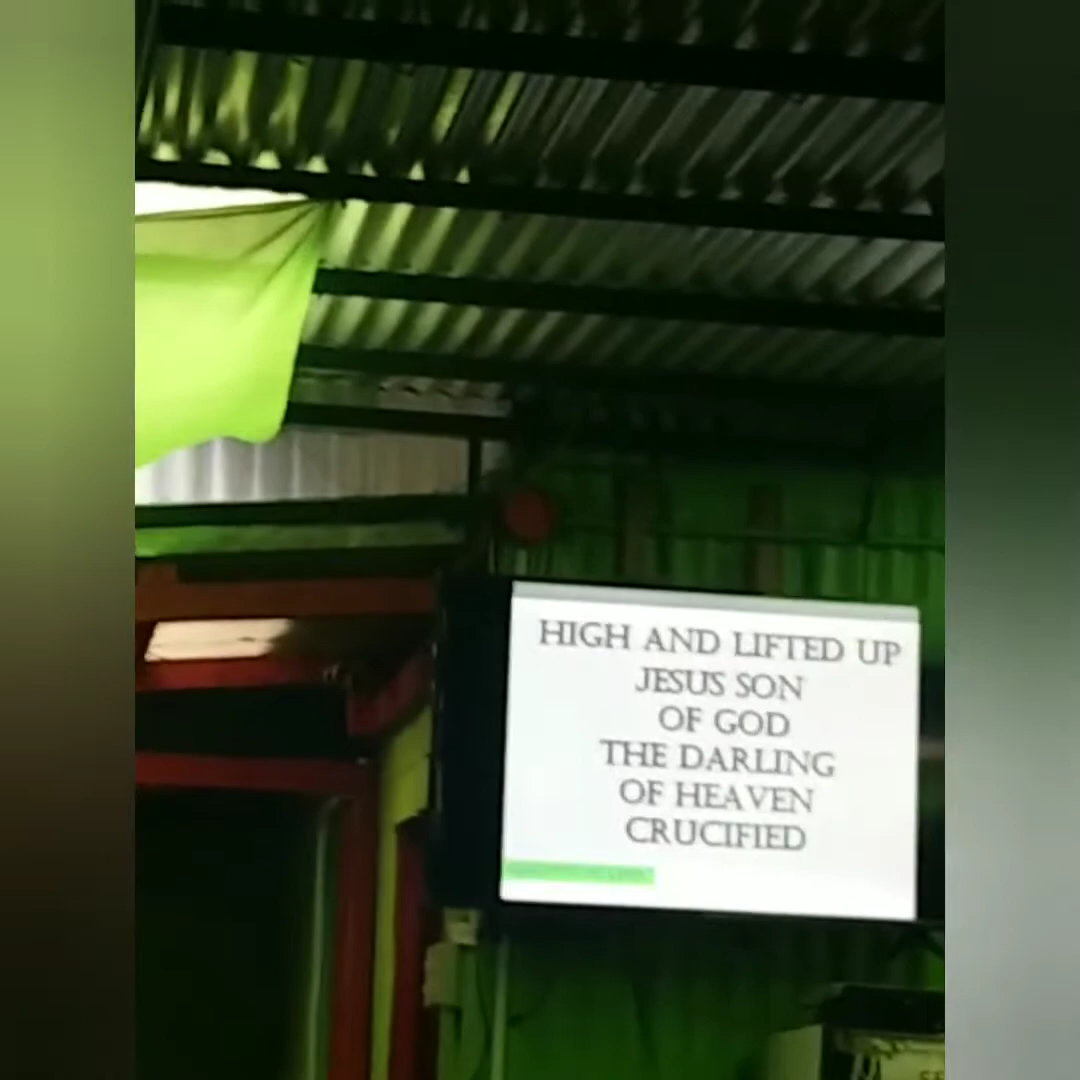 HIGH AND LIFTED UP
JESUS SON
OF GOD
THE DARLING
OF HEAVEN
CRUCIFIED